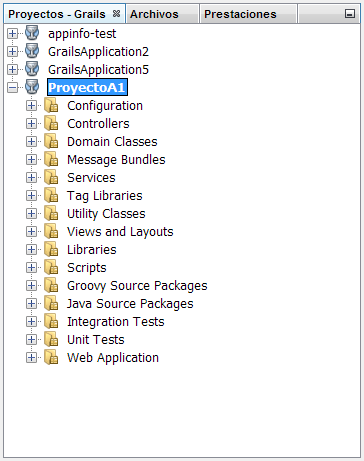 Proyectos - Grails Archivos Prestaciones
appinfo-test
GrailsApplication2
GrailsApplication5
ProyectoA1
Configuration
Controllers
Domain Classes
Message Bundles
Services
Tag Libraries
Utility Classes
Views and Layouts
Libraries
Scripts
Groovy Source Packages
Java Source Packages
Integration Tests
Unit Tests
Web Application